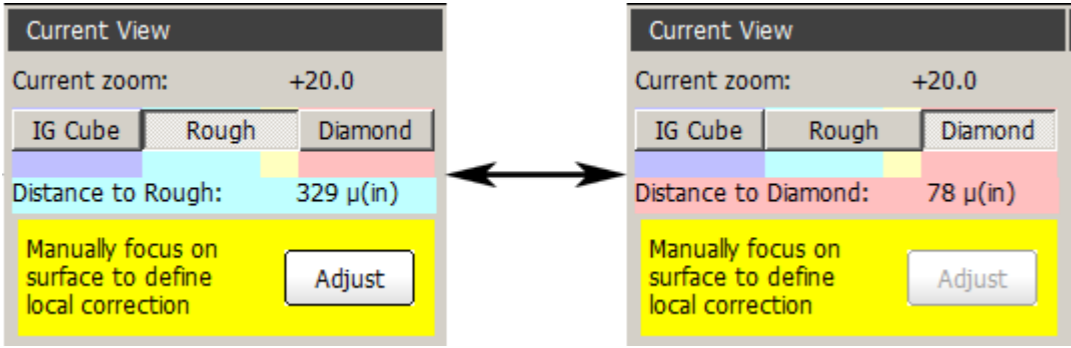 Current View
Current zoom: +20.0
IG Cube Rough Diamond
Distance to Rough: 329 µ(in)
Manually focus on
surface to define
local correction
Adjust
Current View
Current zoom: +20.0
IG Cube Rough Diamond
Distance to Diamond: 78 µ(in)
Manually focus on
surface to define
local correction
Adjust